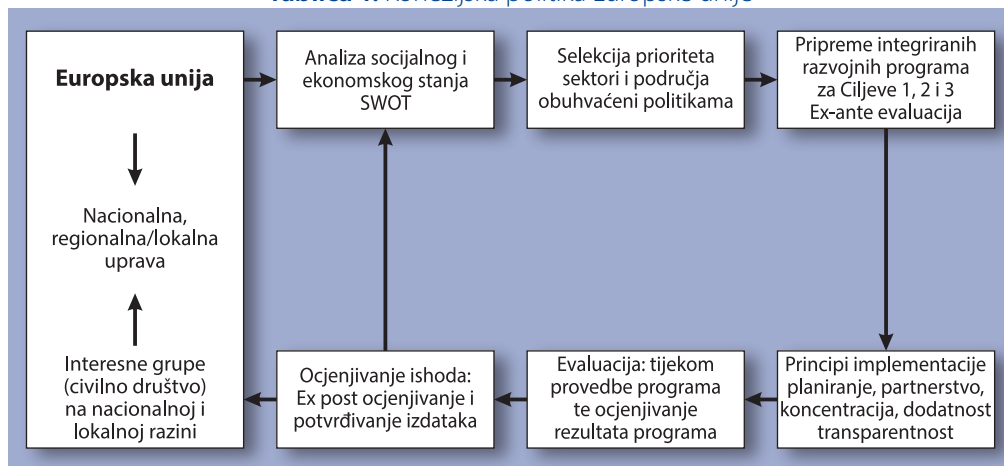 Europska unija
Nacionalna,
regionalna/lokalna
uprava
Interesne grupe
(civilno društvo)
na nacionalnoj i
lokalnoj razini
Analiza socijalnog i
ekonomskog stanja
SWOT
Selekcija prioriteta
sektori i područja
obuhvaćeni politikama
Pripreme integriranih
razvojnih programa
za Ciljeve 1, 2 i 3
Ex-ante evaluacija
Principi implementacije
planiranje, partnerstvo,
koncentracija, dodatnost
transparentnost
Evaluacija: tijekom
provedbe programa
te ocjenjivanje
rezultata programa
Ocjenjivanje ishoda:
Ex post ocjenjivanje i
potvrđivanje izdataka